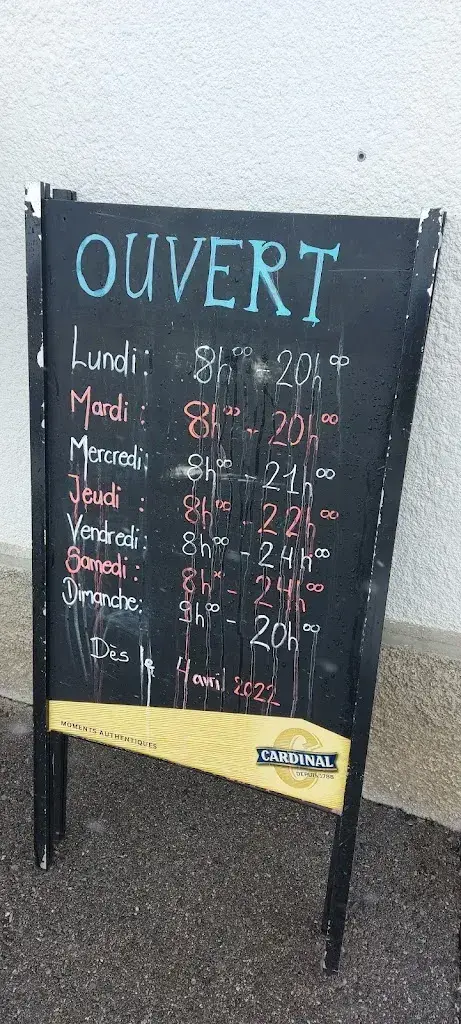 OUVERT
Lundi : 8h00 - 20h00
Mardi : 8h00 - 20h00
Mercredi : 8h00 - 21h00
Jeudi : 8h00 - 22h00
Vendredi : 8h00 - 24h00
Samedi : 8h00 - 24h00
Dimanche : 9h00 - 20h00
Dès le 4 avril 2022
MOMENTS AUTHENTIQUES
CARDINAL
DEPUIS 1788